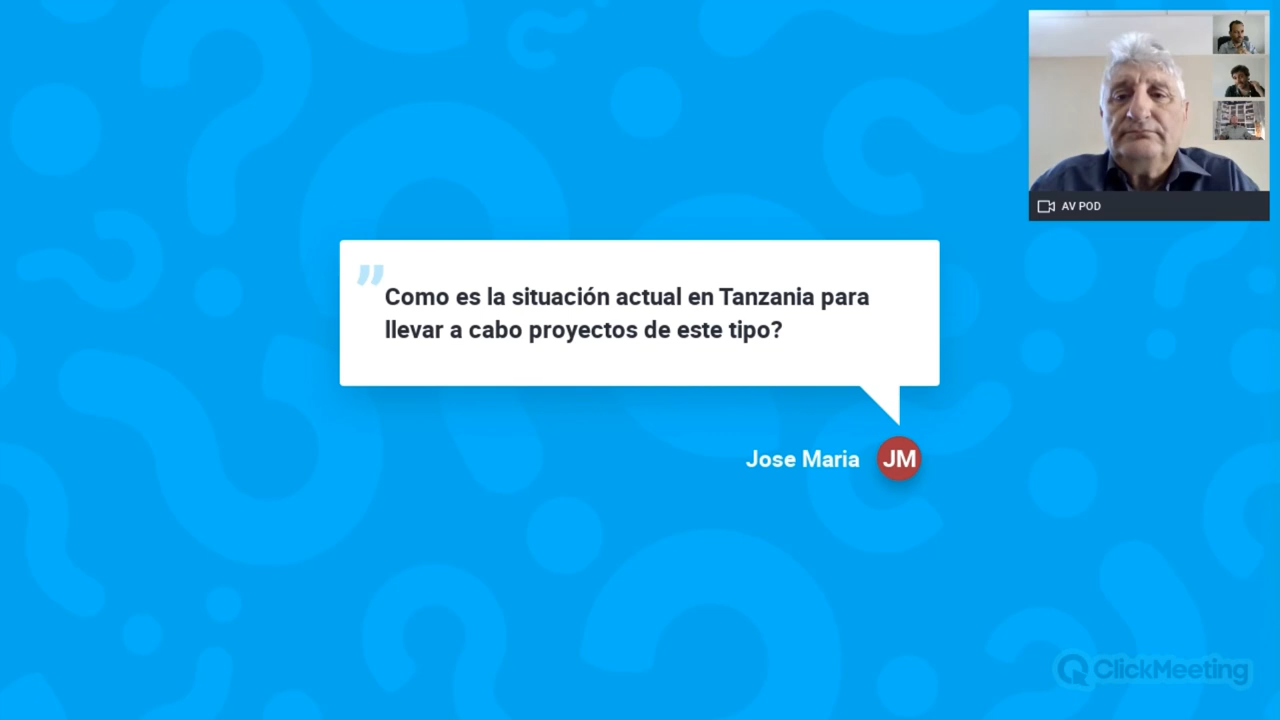 AV POD
"
Como es la situación actual en Tanzania para
llevar a cabo proyectos de este tipo?
Jose Maria JM
ClickMeeting